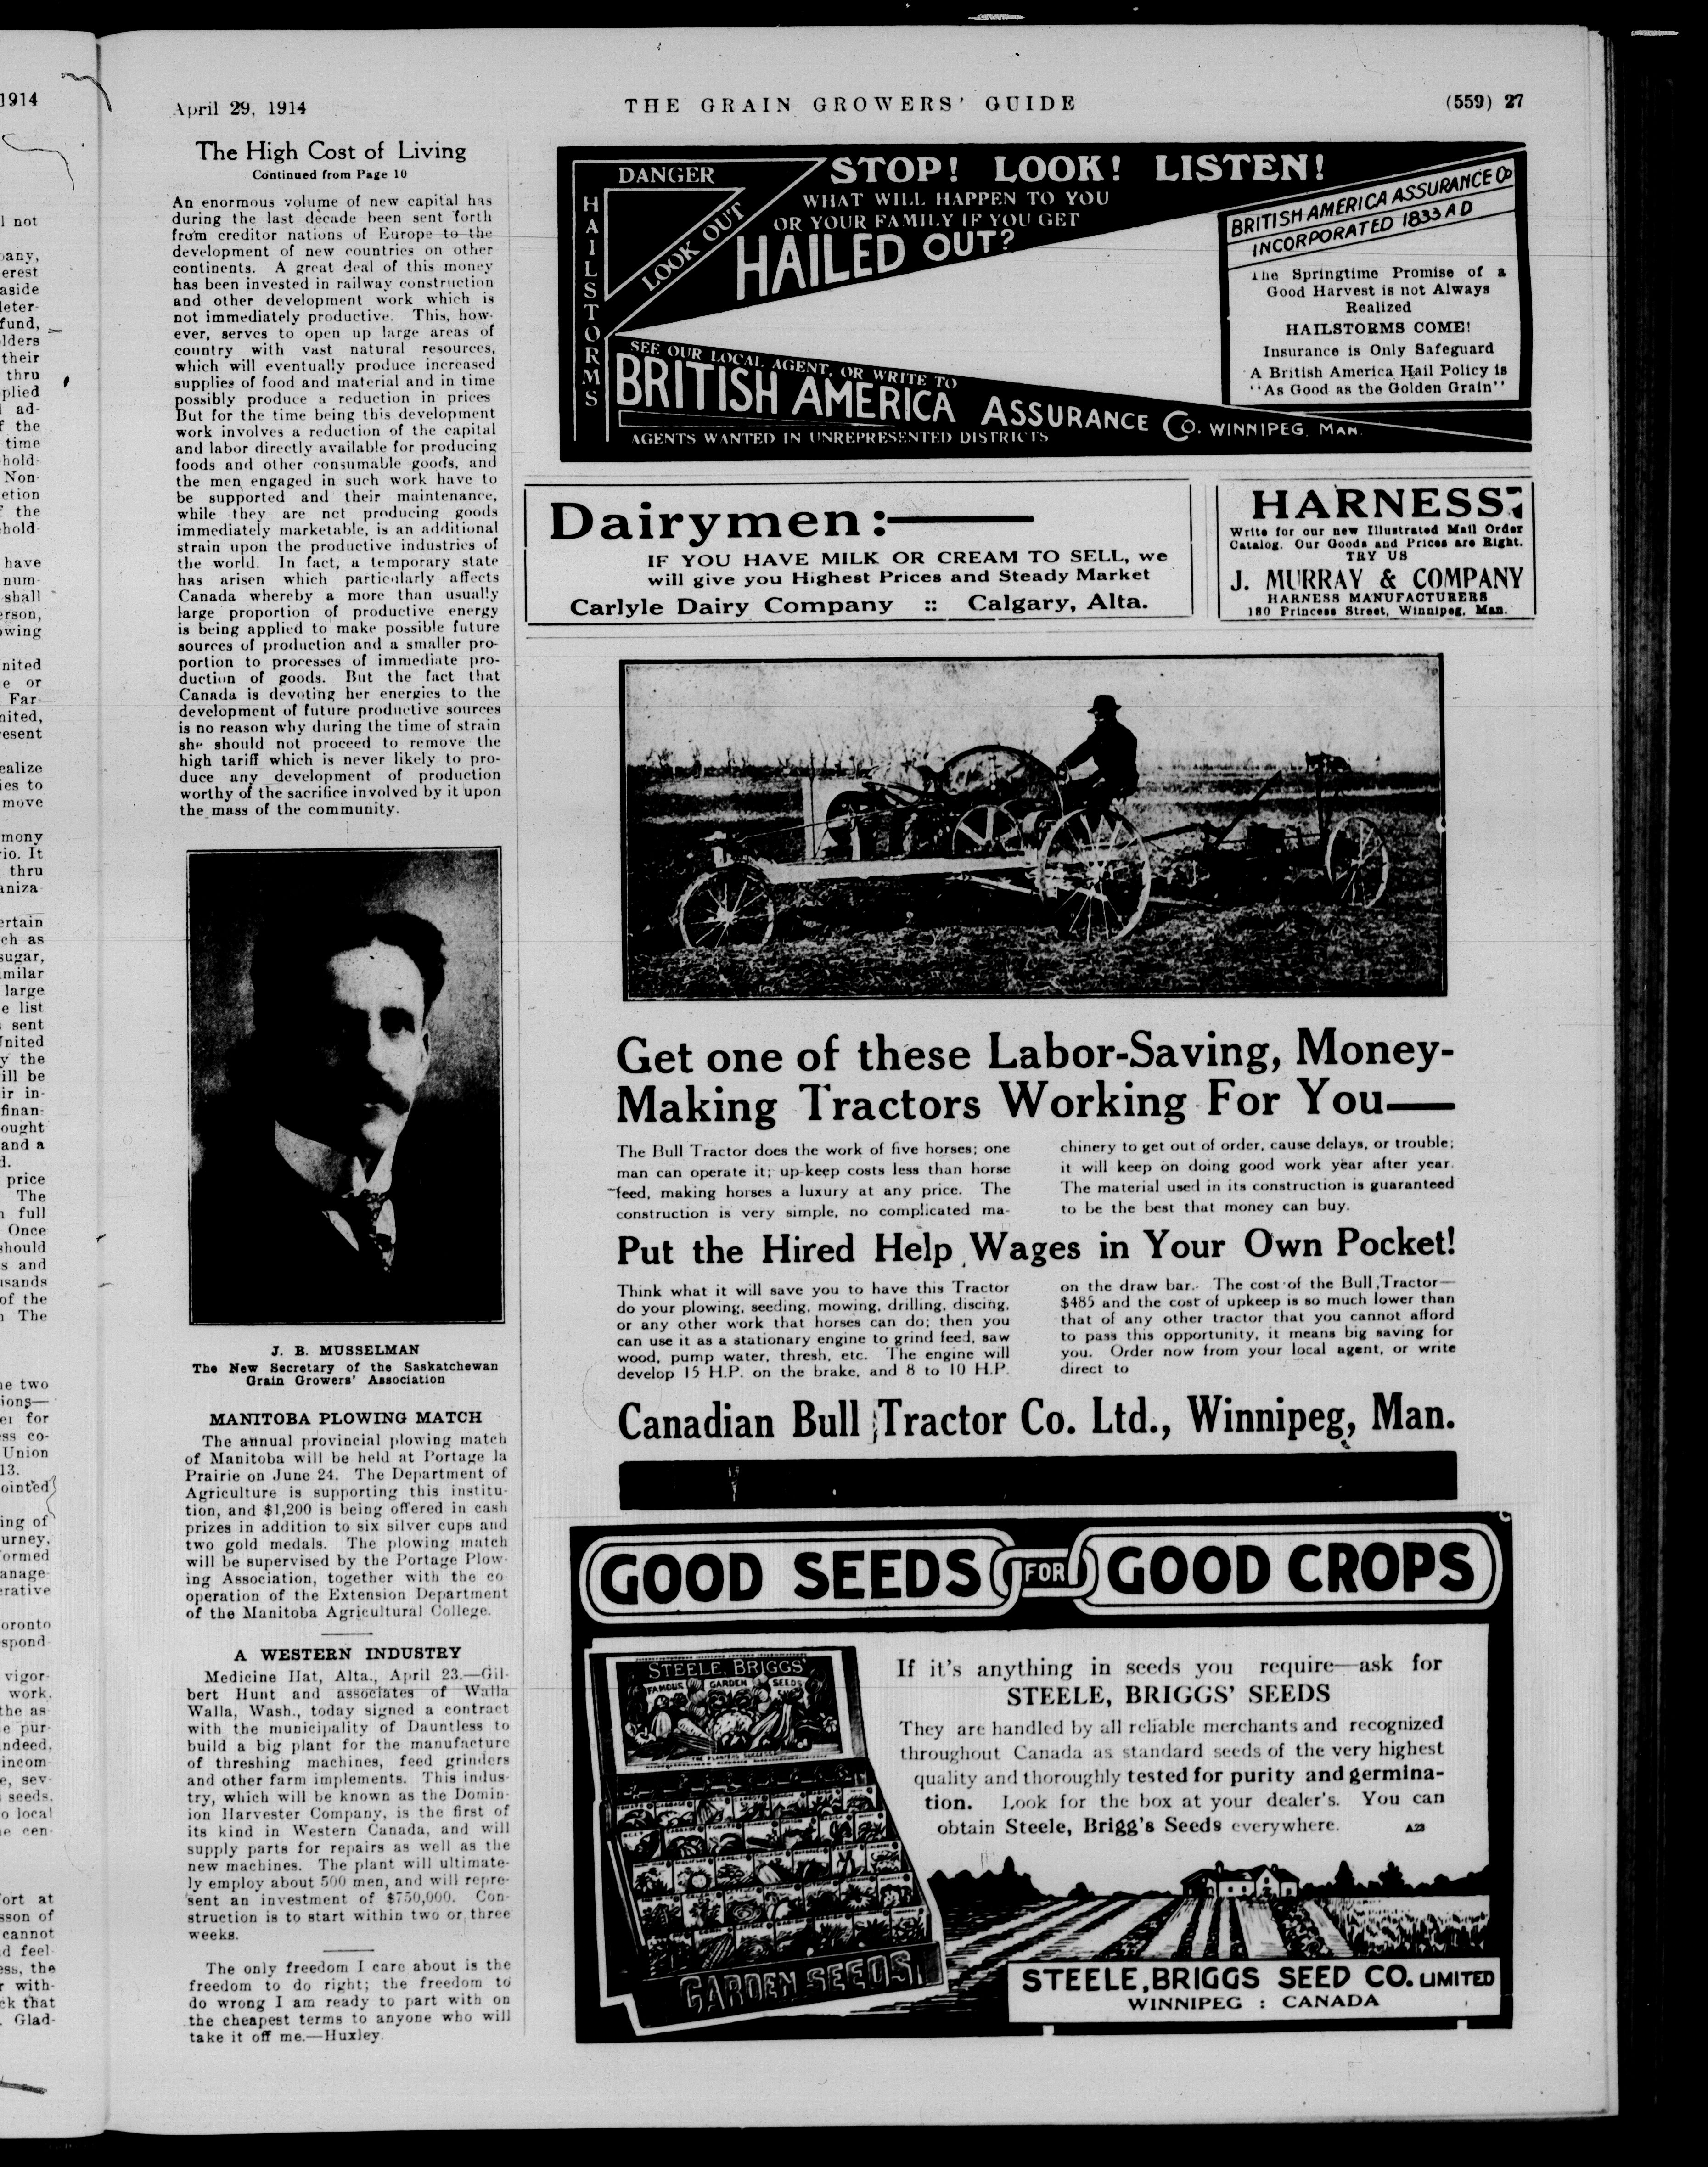 April 29, 1914
THE GRAIN GROWERS' GUIDE
(559) 27
The High Cost of Living
Continued from Page 10
An enormous volume of new capital has
during the last decade been sent forth
from creditor nations of Europe to the
development of new countries on other
continents. A great deal of this money
has been invested in railway construction
and other development work which is
not immediately productive. This, how-
ever, serves to open up large areas of
country with vast natural resources,
which will eventually produce increased
supplies of food and material and in time
possibly produce a reduction in prices
But for the time being this development
work involves a reduction of the capital
and labor directly available for producing
foods and other consumable goods, and
the men engaged in such work have to
be supported and their maintenance,
while they are not producing goods
immediately marketable, is an additional
strain upon the productive industries of
the world. In fact, a temporary state
has arisen which particularly affects
Canada whereby a more than usually
large proportion of productive energy
is being applied to make possible future
sources of production and a smaller pro-
portion to processes of immediate pro-
duction of goods. But the fact that
Canada is devoting her energies to the
development of future productive sources
is no reason why during the time of strain
she should not proceed to remove the
high tariff which is never likely to pro-
duce any development of production
worthy of the sacrifice involved by it upon
the mass of the community.
J. B. MUSSELMAN
The New Secretary of the Saskatchewan
Grain Growers' Association
MANITOBA PLOWING MATCH
The annual provincial plowing match
of Manitoba will be held at Portage la
Prairie on June 24. The Department of
Agriculture is supporting this institu-
tion, and $1,200 is being offered in cash
prizes in addition to six silver cups and
two gold medals. The plowing match
will be supervised by the Portage Plow-
ing Association, together with the co
operation of the Extension Department
of the Manitoba Agricultural College.
A WESTERN INDUSTRY
Medicine Hat, Alta., April 23.—Gil-
bert Hunt and associates of Walla
Walla, Wash., today signed a contract
with the municipality of Dauntless to
build a big plant for the manufacture
of threshing machines, feed grinders
and other farm implements. This indus-
try, which will be known as the Domin-
ion Harvester Company, is the first of
its kind in Western Canada, and will
supply parts for repairs as well as the
new machines. The plant will ultimate-
ly employ about 500 men, and will repre-
sent an investment of $750,000. Con-
struction is to start within two or three
weeks.
The only freedom I care about is the
freedom to do right; the freedom to
do wrong I am ready to part with on
the cheapest terms to anyone who will
take it off me.—Huxley.
HAILSTORMS
DANGER
LOOK OUT
STOP! LOOK! LISTEN!
WHAT WILL HAPPEN TO YOU
OR YOUR FAMILY IF YOU GET
HAILED OUT?
BRITISH AMERICA ASSURANCE Co
INCORPORATED 1833 A D
The Springtime Promise of a
Good Harvest is not Always
Realized
HAILSTORMS COME!
Insurance is Only Safeguard
A British America Hail Policy is
"As Good as the Golden Grain"
SEE OUR LOCAL AGENT, OR WRITE TO
BRITISH AMERICA ASSURANCE Co. WINNIPEG, MAN.
AGENTS WANTED IN UNREPRESENTED DISTRICTS
Dairymen:—
IF YOU HAVE MILK OR CREAM TO SELL, we
will give you Highest Prices and Steady Market
Carlyle Dairy Company :: Calgary, Alta.
HARNESS
Write for our new Illustrated Mail Order
Catalog. Our Goods and Prices are Right.
TRY US
J. MURRAY & COMPANY
HARNESS MANUFACTURERS
180 Princess Street, Winnipeg, Man.
Get one of these Labor-Saving, Money-
Making Tractors Working For You—
The Bull Tractor does the work of five horses; one
man can operate it; up-keep costs less than horse
feed, making horses a luxury at any price. The
construction is very simple, no complicated ma-
chinery to get out of order, cause delays, or trouble;
it will keep on doing good work year after year.
The material used in its construction is guaranteed
to be the best that money can buy.
Put the Hired Help Wages in Your Own Pocket!
Think what it will save you to have this Tractor
do your plowing, seeding, mowing, drilling, discing,
or any other work that horses can do; then you
can use it as a stationary engine to grind feed, saw
wood, pump water, thresh, etc. The engine will
develop 15 H.P. on the brake, and 8 to 10 H.P.
on the draw bar. The cost of the Bull Tractor—
$485 and the cost of upkeep is so much lower than
that of any other tractor that you cannot afford
to pass this opportunity, it means big saving for
you. Order now from your local agent, or write
direct to
Canadian Bull Tractor Co. Ltd., Winnipeg, Man.
GOOD SEEDS FOR GOOD CROPS
STEELE, BRIGGS'
FAMOUS GARDEN SEEDS
GARDEN SEEDS
If it's anything in seeds you require—ask for
STEELE, BRIGGS' SEEDS
They are handled by all reliable merchants and recognized
throughout Canada as standard seeds of the very highest
quality and thoroughly tested for purity and germina-
tion. Look for the box at your dealer's. You can
obtain Steele, Brigg's Seeds everywhere. A23
STEELE, BRIGGS SEED CO. LIMITED
WINNIPEG : CANADA